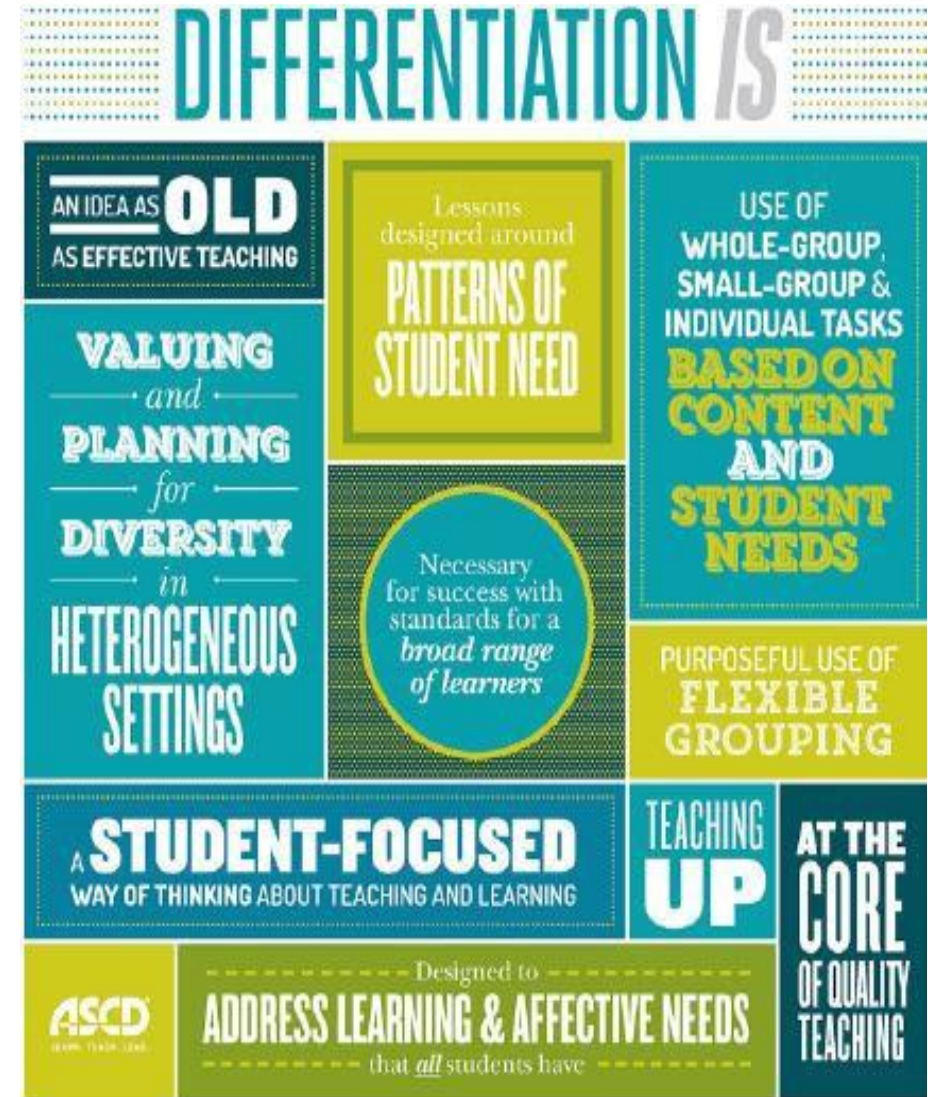 DIFFERENTIATION IS
AN IDEA AS OLD
AS EFFECTIVE TEACHING
VALUING
and
PLANNING
for
DIVERSITY
in
HETEROGENEOUS
SETTINGS
Lessons
designed around
PATTERNS OF
STUDENT NEED
Necessary
for success with
standards for a
broad range
of learners
USE OF
WHOLE-GROUP,
SMALL-GROUP &
INDIVIDUAL TASKS
BASED ON
CONTENT
AND
STUDENT
NEEDS
PURPOSEFUL USE OF
FLEXIBLE
GROUPING
A STUDENT-FOCUSED
WAY OF THINKING ABOUT TEACHING AND LEARNING
TEACHING
UP
AT THE
CORE
OF QUALITY
TEACHING
ASCD
LEARN. TEACH. LEAD.
Designed to
ADDRESS LEARNING & AFFECTIVE NEEDS
that all students have